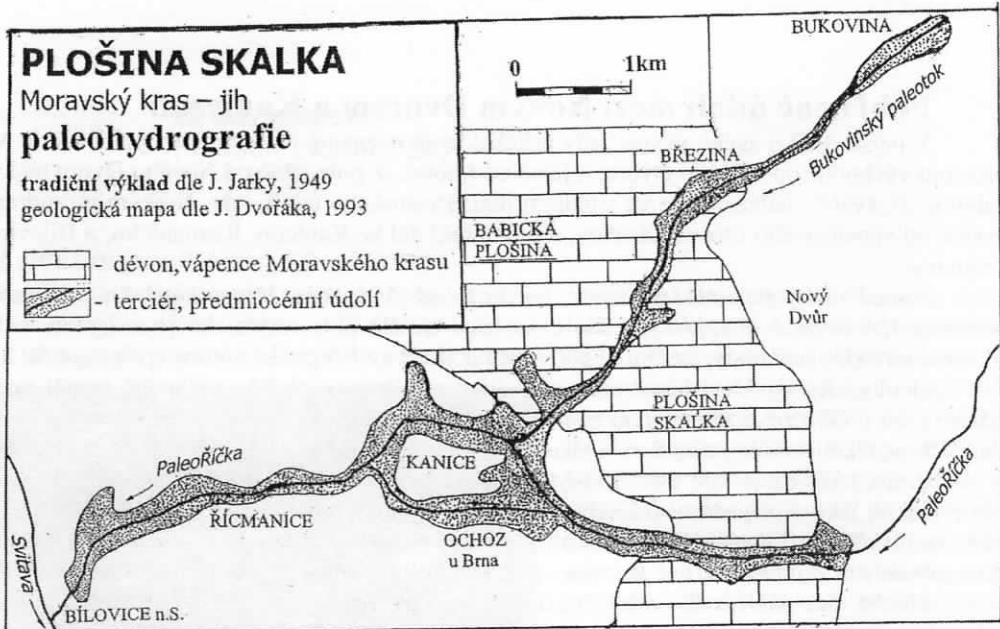 PLOŠINA SKALKA
Moravský kras – jih
paleohydrografie
tradiční výklad dle J. Jarky, 1949
geologická mapa dle J. Dvořáka, 1993
- dévon,vápence Moravského krasu
- terciér, předmiocénní údolí
0 1km
BUKOVINA
Bukovinský paleotok
BŘEZINA
BABICKÁ
PLOŠINA
Nový
Dvůr
PLOŠINA
SKALKA
PaleoŘíčka
KANICE
PaleoŘíčka
ŘÍCMANICE
OCHOZ
u Brna
Svitava
BÍLOVICE n.S.